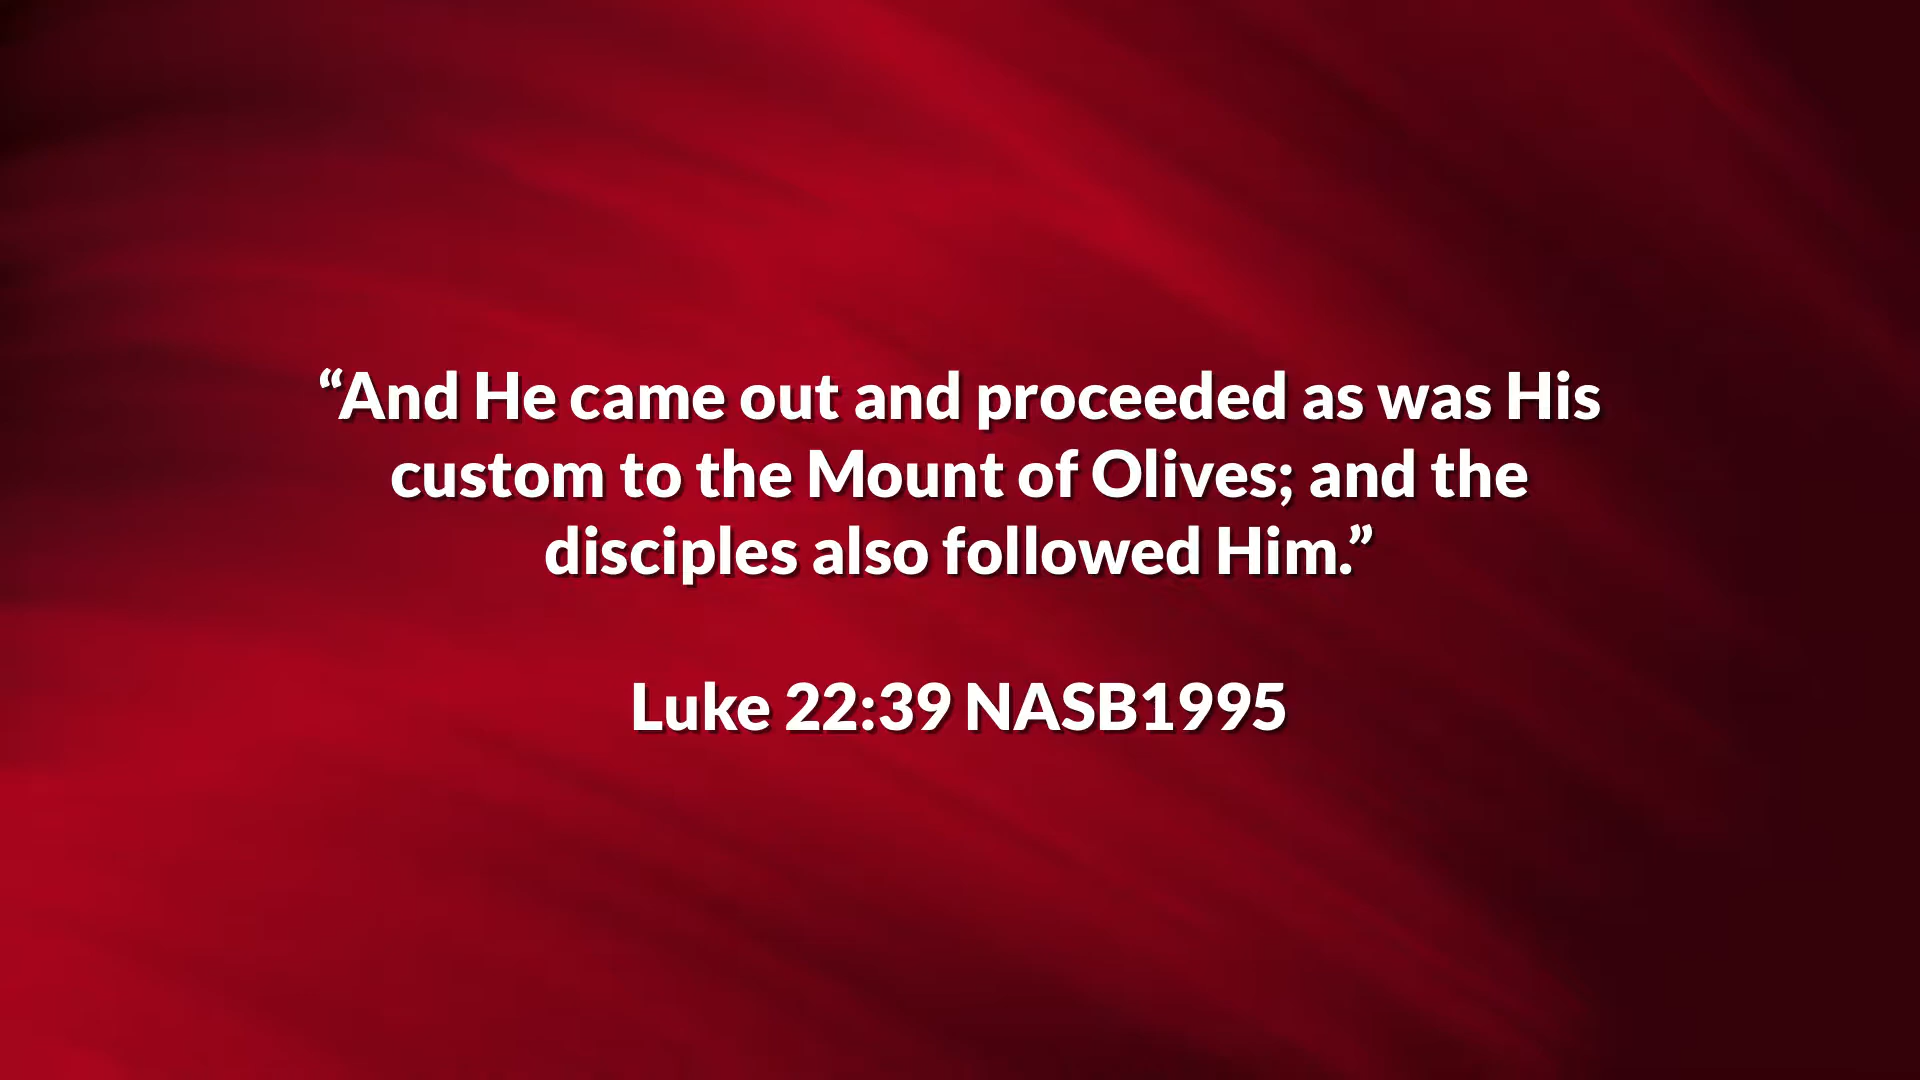 “And He came out and proceeded as was His
custom to the Mount of Olives; and the
disciples also followed Him.”
Luke 22:39 NASB1995